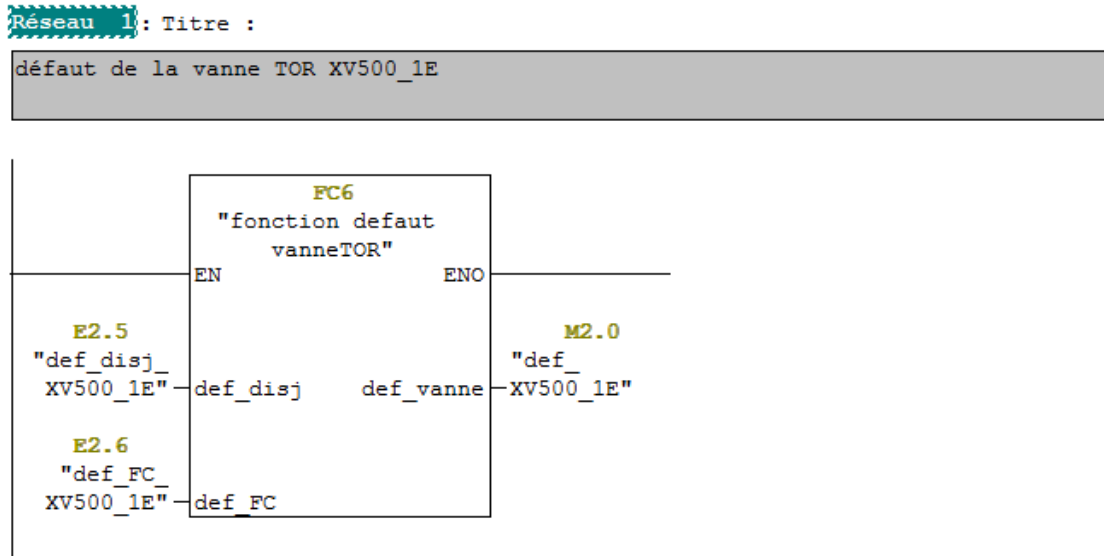 Réseau 1: Titre :
défaut de la vanne TOR XV500_1E
FC6
"fonction defaut
vanneTOR"
EN ENO
E2.5
"def_disj_
XV500_1E" def_disj
M2.0
"def_
def_vanne XV500_1E"
E2.6
"def_FC_
XV500_1E" def_FC